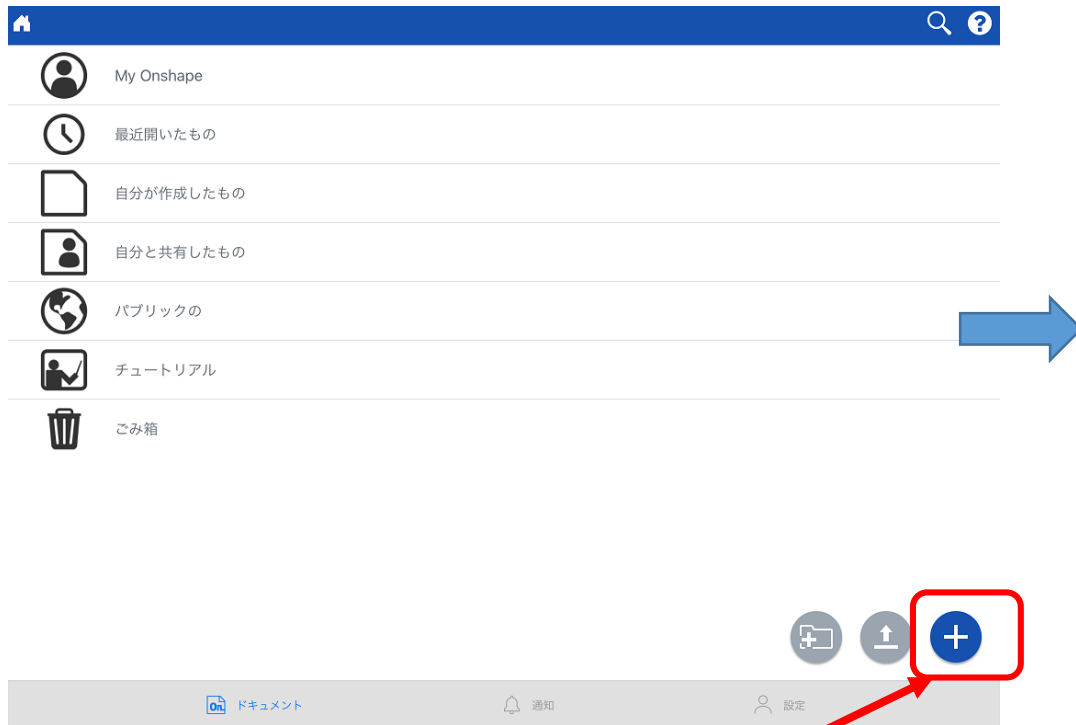 My Onshape
最近開いたもの
自分が作成したもの
自分と共有したもの
パブリックの
チュートリアル
ごみ箱
On ドキュメント
通知
設定